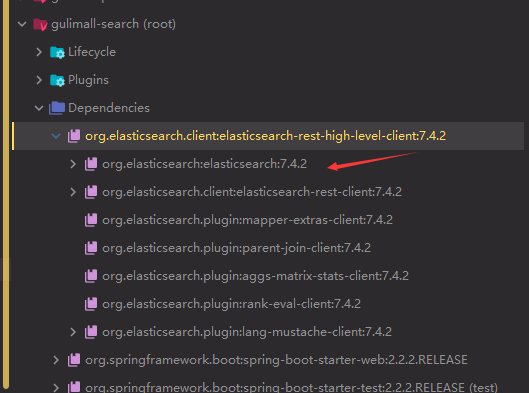 gulimall-search (root)
Lifecycle
Plugins
Dependencies
org.elasticsearch.client:elasticsearch-rest-high-level-client:7.4.2
org.elasticsearch:elasticsearch:7.4.2
org.elasticsearch.client:elasticsearch-rest-client:7.4.2
org.elasticsearch.plugin:mapper-extras-client:7.4.2
org.elasticsearch.plugin:parent-join-client:7.4.2
org.elasticsearch.plugin:aggs-matrix-stats-client:7.4.2
org.elasticsearch.plugin:rank-eval-client:7.4.2
org.elasticsearch.plugin:lang-mustache-client:7.4.2
org.springframework.boot:spring-boot-starter-web:2.2.2.RELEASE
org.springframework.boot:spring-boot-starter-test:2.2.2.RELEASE (test)